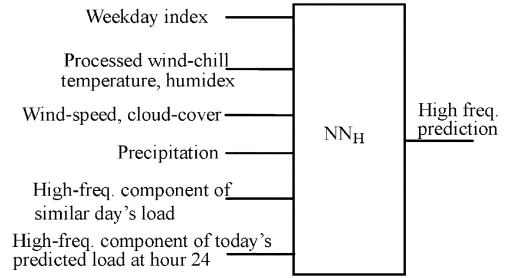 Weekday index
Processed wind-chill
temperature, humidex
Wind-speed, cloud-cover
Precipitation
High-freq. component of
similar day's load
High-freq. component of today's
predicted load at hour 24
NNH
High freq.
prediction